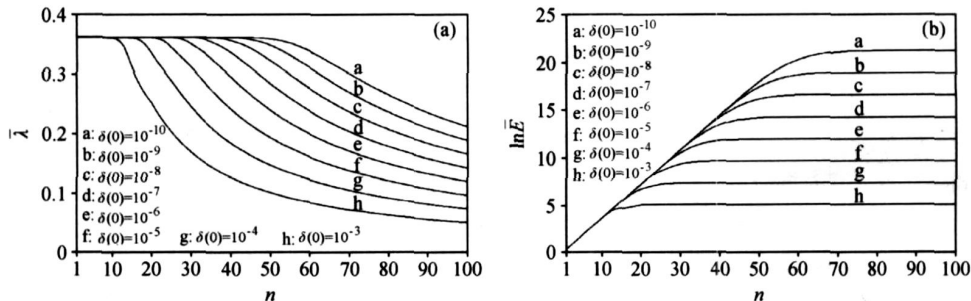 0.4
0.3
0.2
0.1
0
λ̄
(a)
a
b
c
d
e
f
g
h
a: δ(0)=10⁻¹⁰
b: δ(0)=10⁻⁹
c: δ(0)=10⁻⁸
d: δ(0)=10⁻⁷
e: δ(0)=10⁻⁶
f: δ(0)=10⁻⁵ g: δ(0)=10⁻⁴ h: δ(0)=10⁻³
1 10 20 30 40 50 60 70 80 90 100
n
25
20
15
10
5
0
lnE̅
(b)
a: δ(0)=10⁻¹⁰
b: δ(0)=10⁻⁹
c: δ(0)=10⁻⁸
d: δ(0)=10⁻⁷
e: δ(0)=10⁻⁶
f: δ(0)=10⁻⁵
g: δ(0)=10⁻⁴
h: δ(0)=10⁻³
a
b
c
d
e
f
g
h
1 10 20 30 40 50 60 70 80 90 100
n